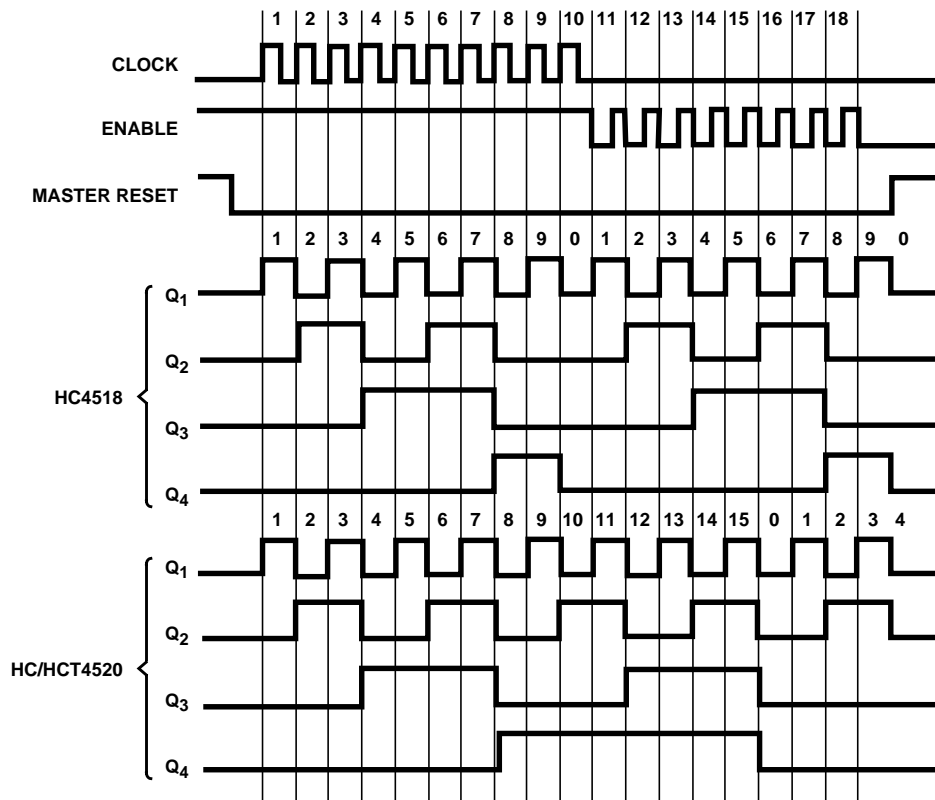 1 2 3 4 5 6 7 8 9 10 11 12 13 14 15 16 17 18
CLOCK
ENABLE
MASTER RESET
1 2 3 4 5 6 7 8 9 0 1 2 3 4 5 6 7 8 9 0
Q1
Q2
HC4518
Q3
Q4
1 2 3 4 5 6 7 8 9 10 11 12 13 14 15 0 1 2 3 4
Q1
Q2
HC/HCT4520
Q3
Q4